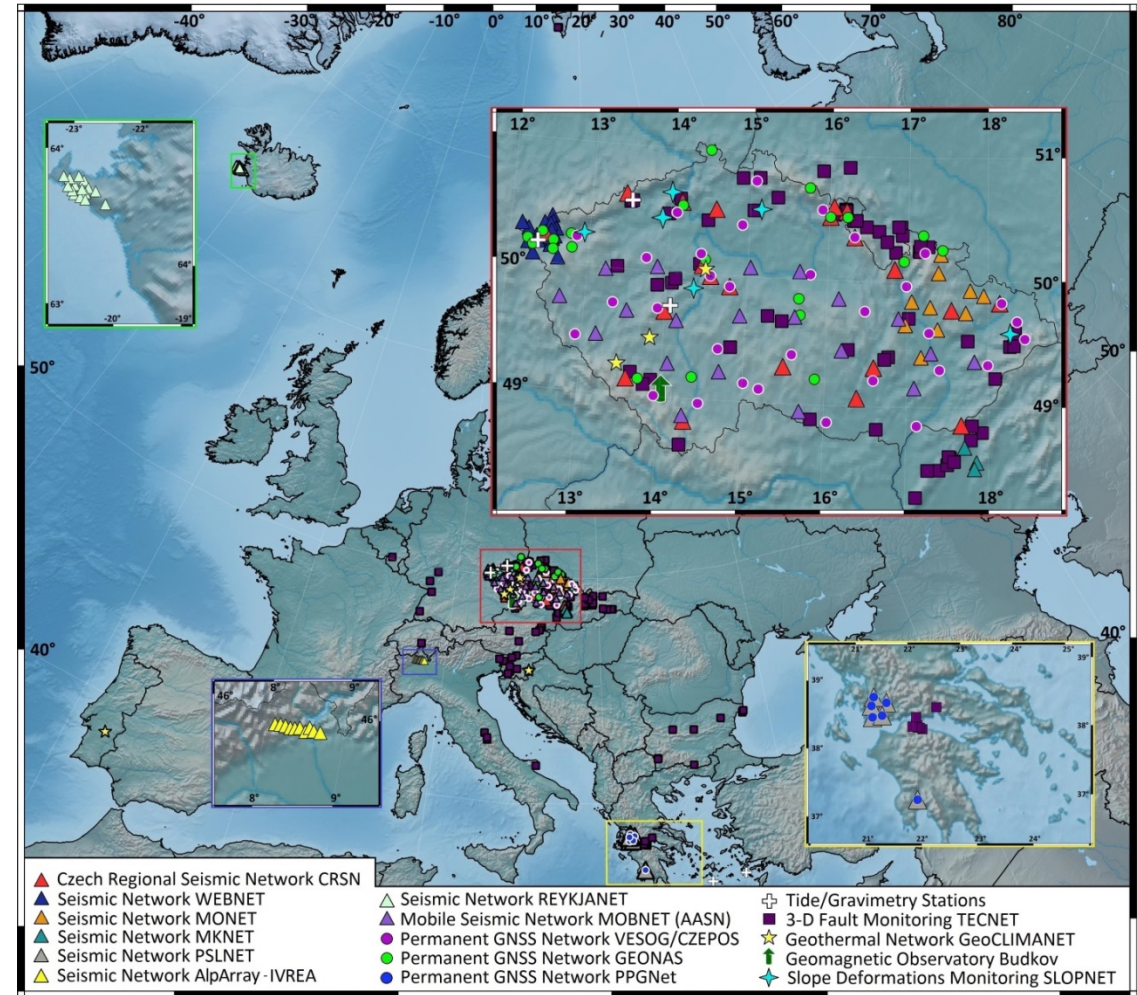 40° 30° 20° 10° 0° 10° 20° 30° 40° 50° 60° 70° 80°
-23° -22°
64°
64°
63°
-20° -19°
12° 13° 14° 15° 16° 17° 18°
51°
50°
50°
49°
49°
13° 14° 15° 16° 17° 18°
50°
50°
40°
40°
46° 8° 9°
46°
8° 9°
21° 22° 23° 24° 25°
39°
39°
38°
38°
37°
37°
21° 22° 23° 24°
Czech Regional Seismic Network CRSN
Seismic Network WEBNET
Seismic Network MONET
Seismic Network MKNET
Seismic Network PSLNET
Seismic Network AlpArray - IVREA
Seismic Network REYKJANET
Mobile Seismic Network MOBNET (AASN)
Permanent GNSS Network VESOG/CZEPOS
Permanent GNSS Network GEONAS
Permanent GNSS Network PPGNet
Tide/Gravimetry Stations
3-D Fault Monitoring TECNET
Geothermal Network GeoCLIMANET
Geomagnetic Observatory Budkov
Slope Deformations Monitoring SLOPNET